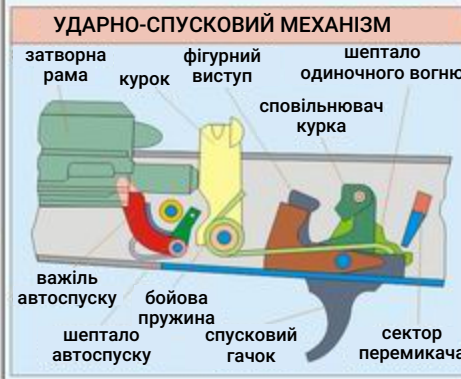 УДАРНО-СПУСКОВИЙ МЕХАНІЗМ
затворна
рама
курок
фігурний
виступ
шептало
одиночного вогню
сповільнювач
курка
важіль
автоспуску
бойова
пружина
шептало
автоспуску
спусковий
гачок
сектор
перемикача